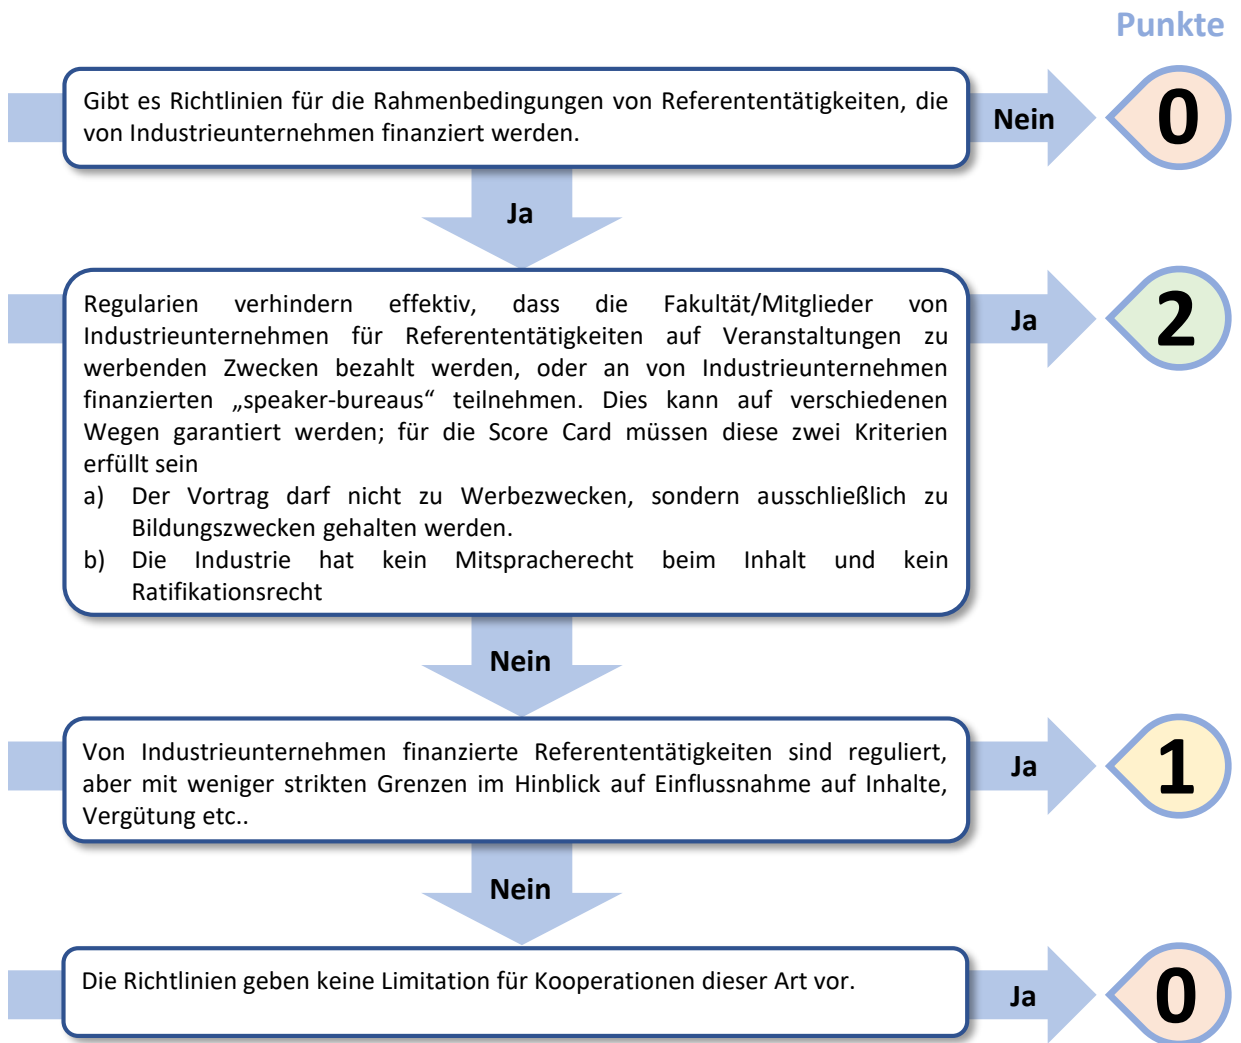 Punkte
Gibt es Richtlinien für die Rahmenbedingungen von Referententätigkeiten, die
von Industrieunternehmen finanziert werden.
Nein
0
Ja
Regularien verhindern effektiv, dass die Fakultät/Mitglieder von
Industrieunternehmen für Referententätigkeiten auf Veranstaltungen zu
werbenden Zwecken bezahlt werden, oder an von Industrieunternehmen
finanzierten „speaker-bureaus“ teilnehmen. Dies kann auf verschiedenen
Wegen garantiert werden; für die Score Card müssen diese zwei Kriterien
erfüllt sein
a) Der Vortrag darf nicht zu Werbezwecken, sondern ausschließlich zu
Bildungszwecken gehalten werden.
b) Die Industrie hat kein Mitspracherecht beim Inhalt und kein
Ratifikationsrecht
Ja
2
Nein
Von Industrieunternehmen finanzierte Referententätigkeiten sind reguliert,
aber mit weniger strikten Grenzen im Hinblick auf Einflussnahme auf Inhalte,
Vergütung etc..
Ja
1
Nein
Die Richtlinien geben keine Limitation für Kooperationen dieser Art vor.
Ja
0